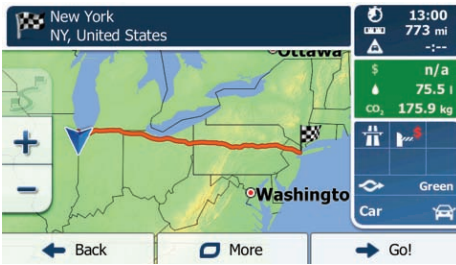 New York
NY, United States
13:00
773 mi
-:--
$ n/a
75.5 l
CO₂ 175.9 kg
Ottawa
Washingto
$
Green
Car
Back
More
Go!